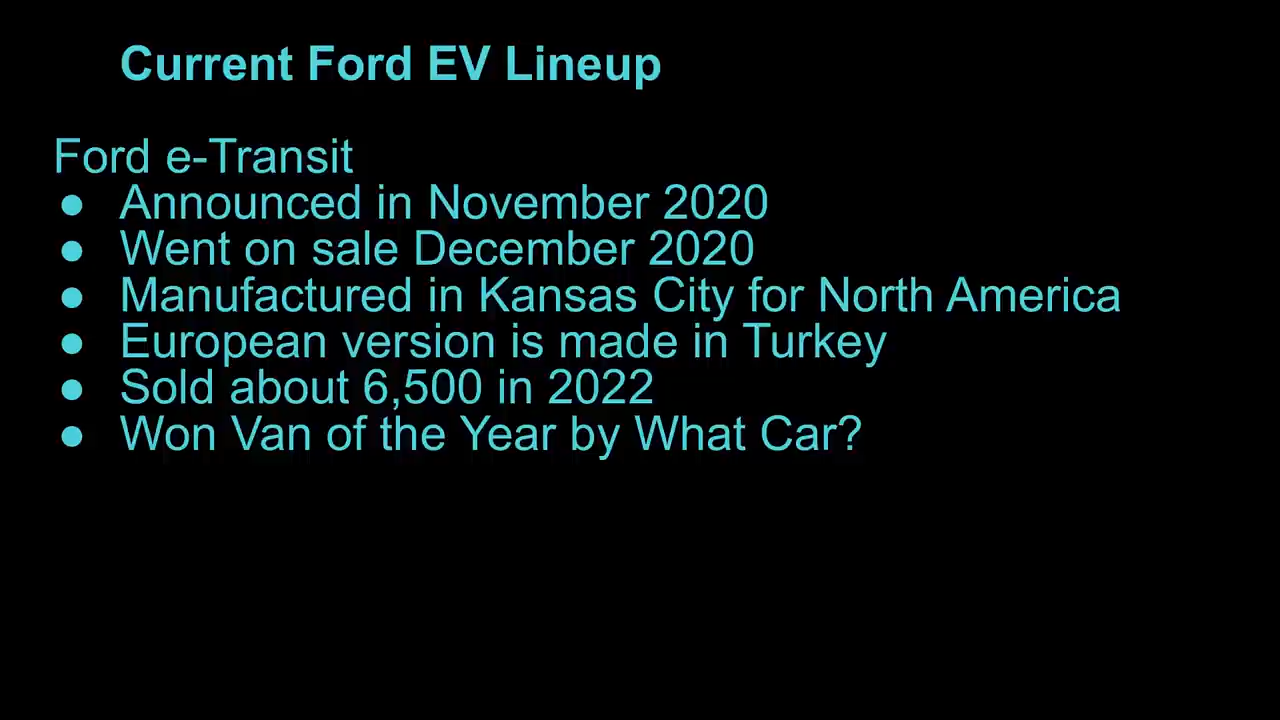 Current Ford EV Lineup
Ford e-Transit
● Announced in November 2020
● Went on sale December 2020
● Manufactured in Kansas City for North America
● European version is made in Turkey
● Sold about 6,500 in 2022
● Won Van of the Year by What Car?